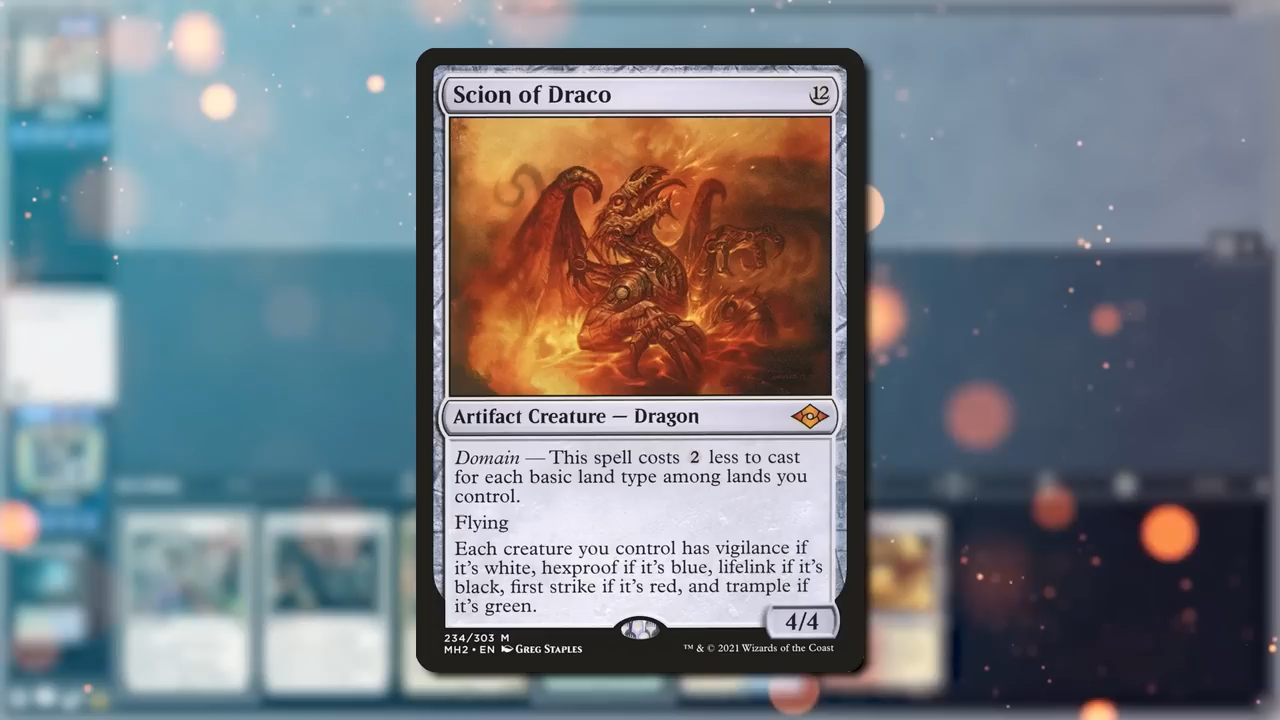 Scion of Draco 12
Artifact Creature — Dragon
Domain — This spell costs 2 less to cast
for each basic land type among lands you
control.
Flying
Each creature you control has vigilance if
it's white, hexproof if it's blue, lifelink if it's
black, first strike if it's red, and trample if
it's green.
4/4
234/303 M
MH2 • EN Greg Staples
™ & © 2021 Wizards of the Coast